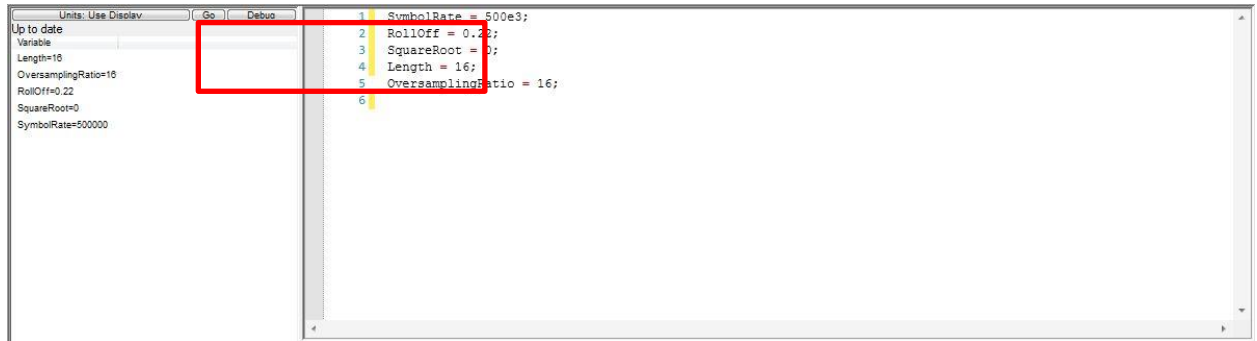 Units: Use Display Go Debug
Up to date
Variable
Length=16
OversamplingRatio=16
RollOff=0.22
SquareRoot=0
SymbolRate=500000
1 SymbolRate = 500e3;
2 RollOff = 0.22;
3 SquareRoot = 0;
4 Length = 16;
5 OversamplingRatio = 16;
6